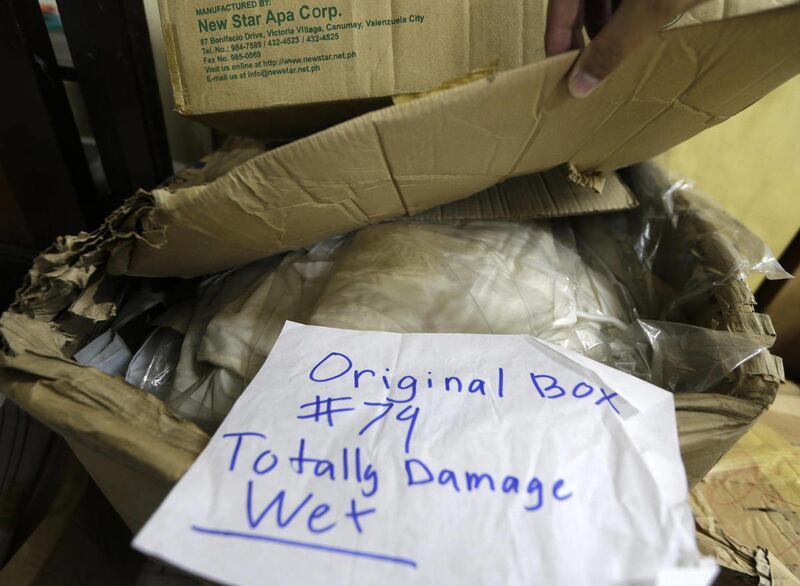 MANUFACTURED BY:
New Star Apa Corp.
87 Bonifacio Drive, Victoria Village, Canumay, Valenzuela City
Tel. No.: 984-7589 / 432-4523 / 432-4525
Fax No. 985-0069
Visit us online at http://www.newstar.net.ph
E-mail us at info@newstar.net.ph
Original Box
#79
Totally Damage
Wet